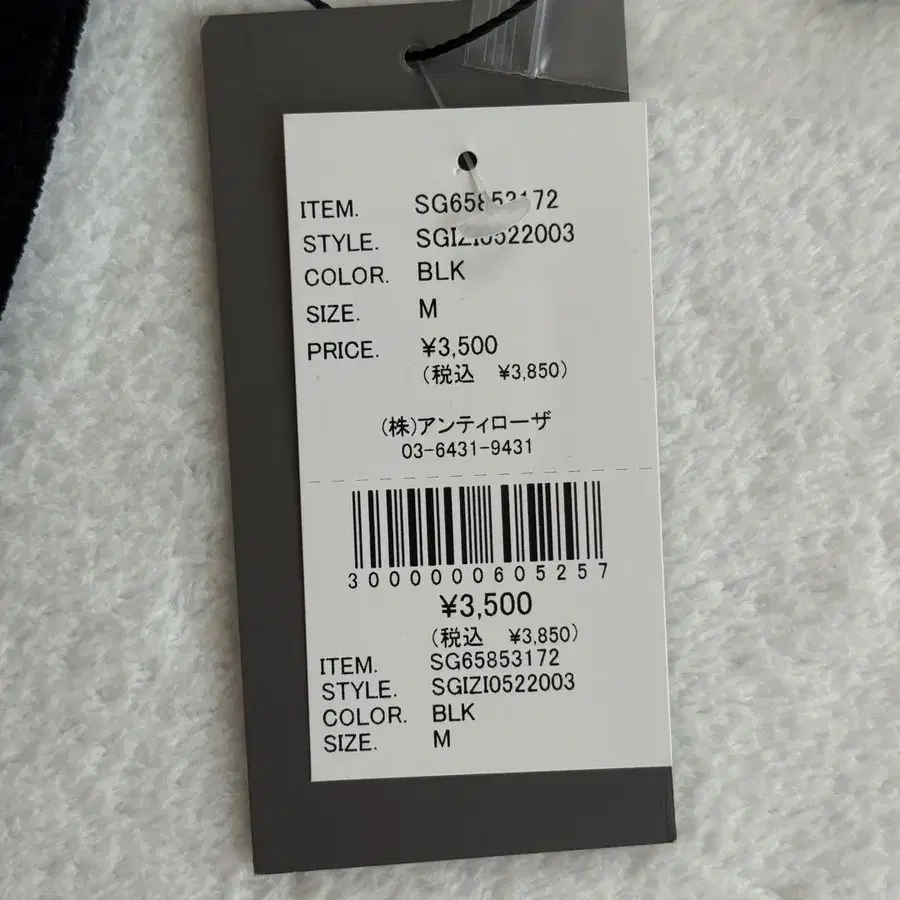 ITEM. SG65853172
STYLE. SGIZI0522003
COLOR. BLK
SIZE. M
PRICE. ¥3,500
(税込 ¥3,850)
(株)アンティローザ
03-6431-9431
3000000605257
¥3,500
(税込 ¥3,850)
ITEM. SG65853172
STYLE. SGIZI0522003
COLOR. BLK
SIZE. M